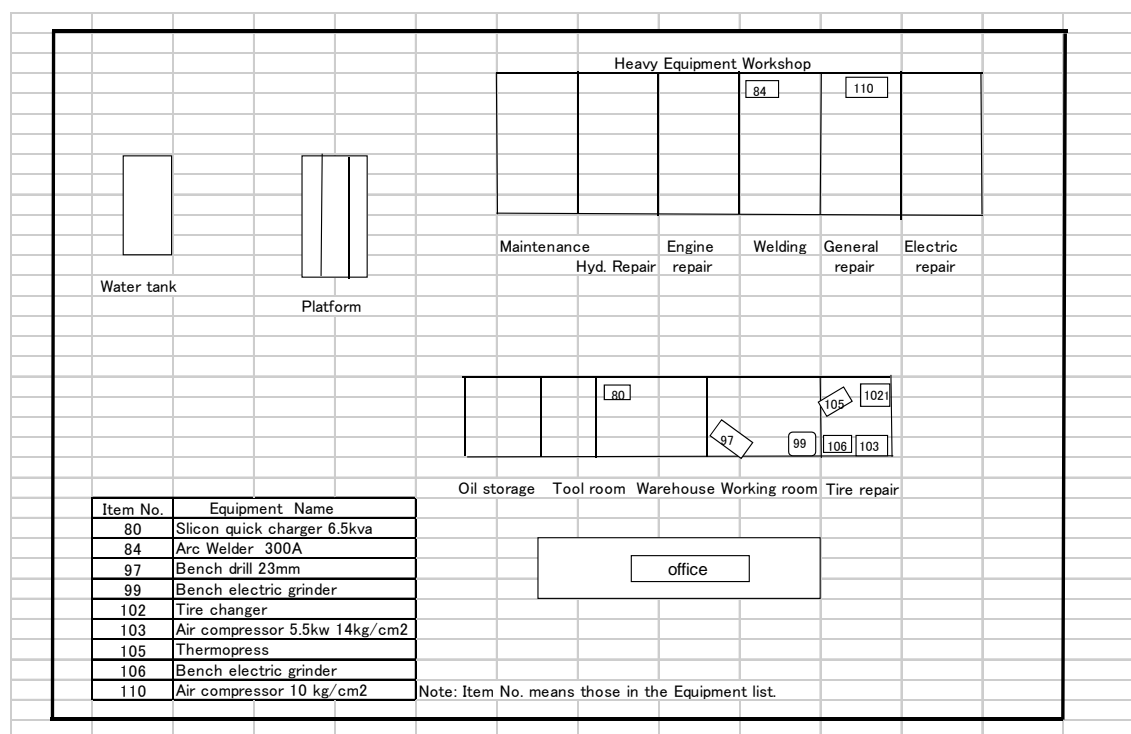 Heavy Equipment Workshop
84
110
Maintenance
Hyd. Repair
Engine
repair
Welding
General
repair
Electric
repair
Water tank
Platform
80
105
1021
97
99
106
103
Oil storage
Tool room
Warehouse
Working room
Tire repair
office
Item No. Equipment Name
80 Slicon quick charger 6.5kva
84 Arc Welder 300A
97 Bench drill 23mm
99 Bench electric grinder
102 Tire changer
103 Air compressor 5.5kw 14kg/cm2
105 Thermopress
106 Bench electric grinder
110 Air compressor 10 kg/cm2
Note: Item No. means those in the Equipment list.